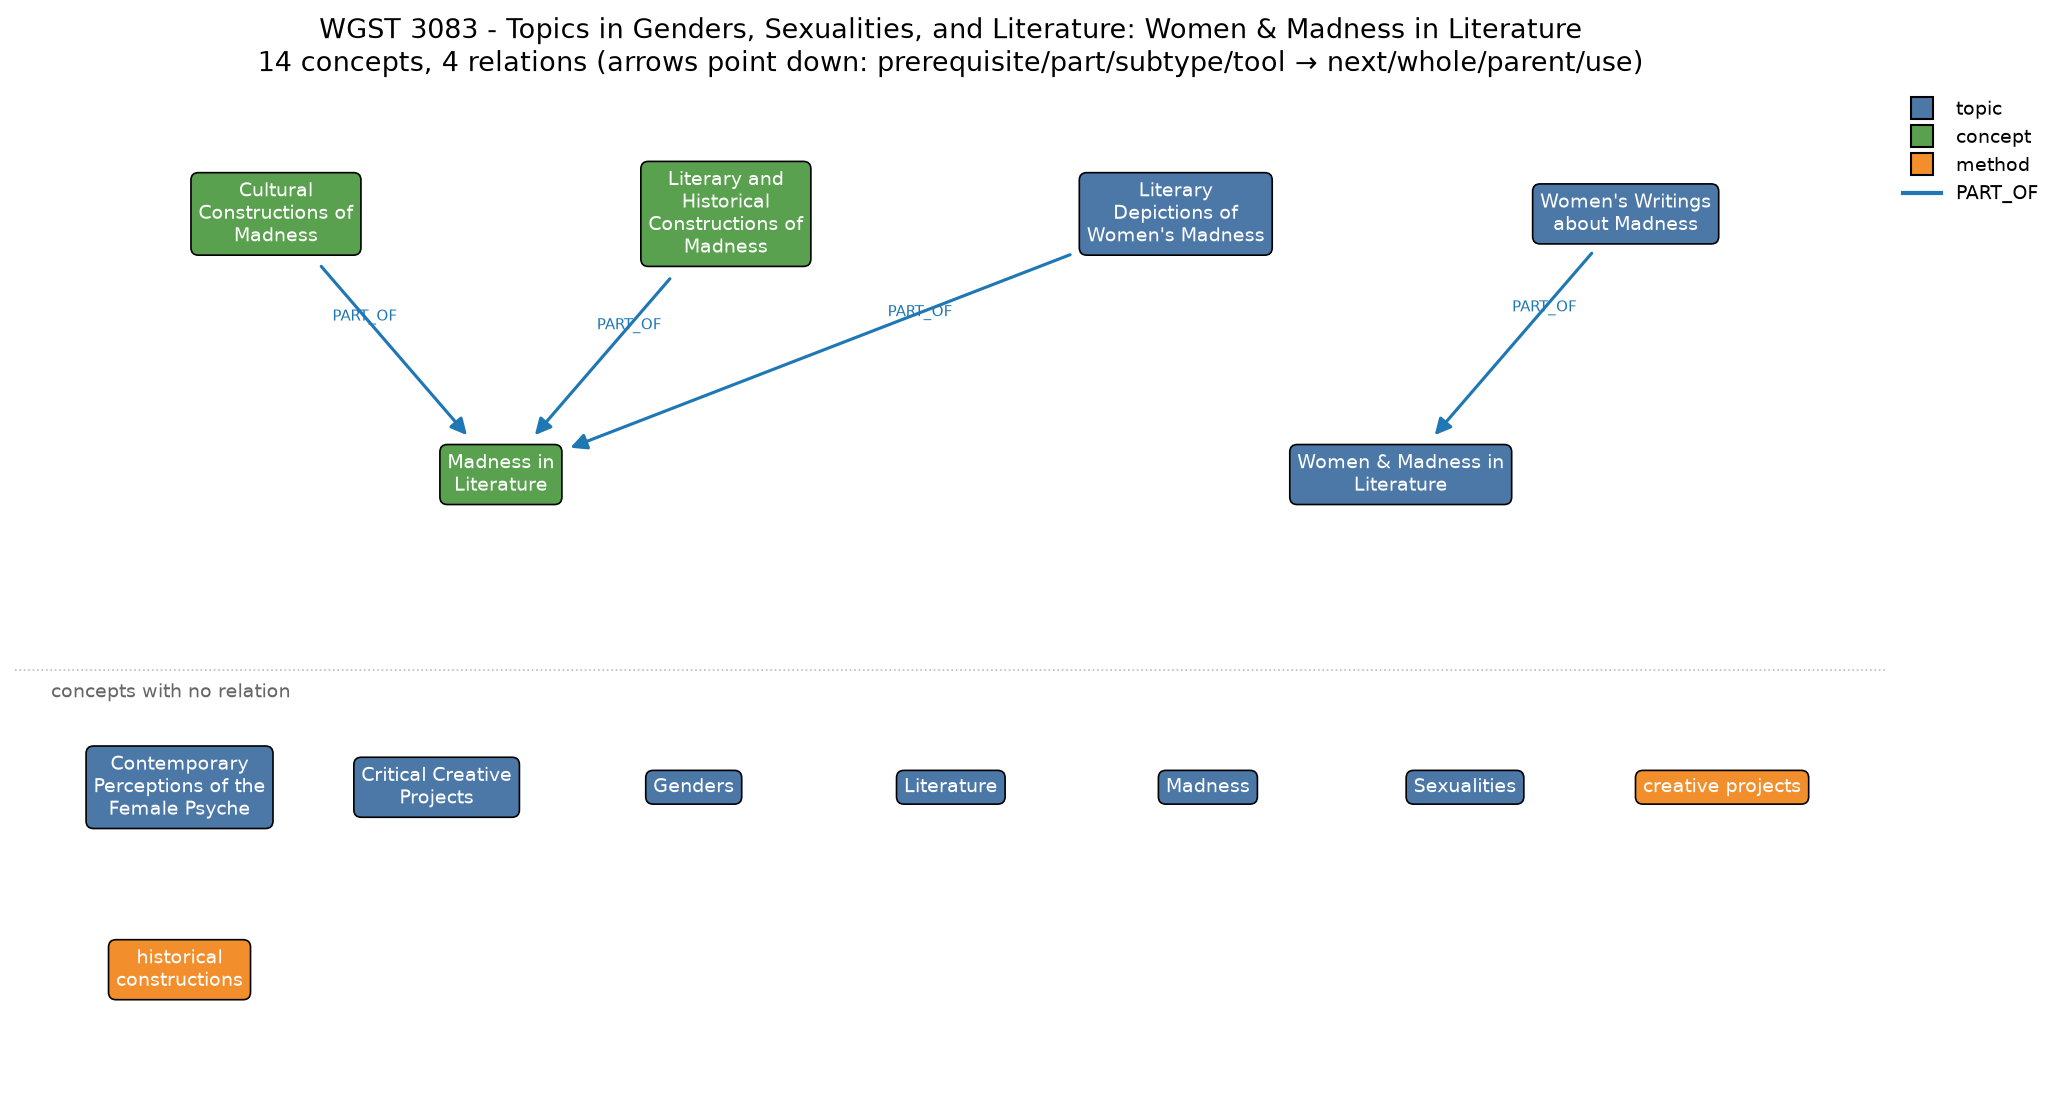 WGST 3083 - Topics in Genders, Sexualities, and Literature: Women & Madness in Literature
14 concepts, 4 relations (arrows point down: prerequisite/part/subtype/tool → next/whole/parent/use)
topic
concept
method
PART_OF
Cultural
Constructions of
Madness
Literary and
Historical
Constructions of
Madness
Literary
Depictions of
Women's Madness
Women's Writings
about Madness
PART_OF
PART_OF
PART_OF
PART_OF
Madness in
Literature
Women & Madness in
Literature
concepts with no relation
Contemporary
Perceptions of the
Female Psyche
Critical Creative
Projects
Genders
Literature
Madness
Sexualities
creative projects
historical
constructions